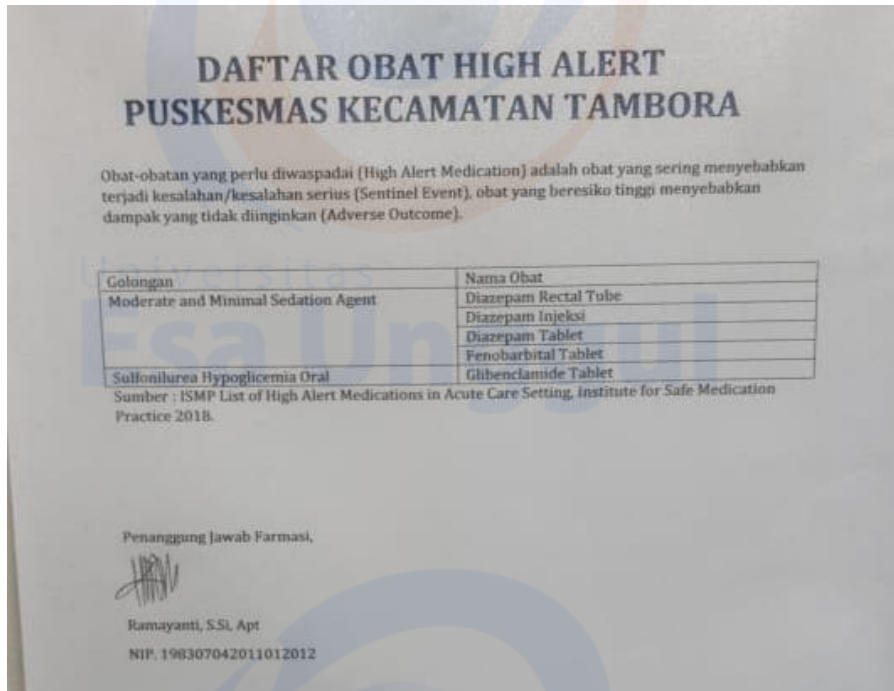 DAFTAR OBAT HIGH ALERT
PUSKESMAS KECAMATAN TAMBORA
Obat-obatan yang perlu diwaspadai (High Alert Medication) adalah obat yang sering menyebabkan
terjadi kesalahan/kesalahan serius (Sentinel Event), obat yang beresiko tinggi menyebabkan
dampak yang tidak diinginkan (Adverse Outcome).
Universitas
Esa Unggul
Golongan Nama Obat
Moderate and Minimal Sedation Agent Diazepam Rectal Tube
Diazepam Injeksi
Diazepam Tablet
Fenobarbital Tablet
Sulfonilurea Hypoglicemia Oral Glibenclamide Tablet
Sumber : ISMP List of High Alert Medications in Acute Care Setting, Institute for Safe Medication
Practice 2018.
Penanggung Jawab Farmasi,
Ramayanti, S.Si, Apt
NIP. 198307042011012012